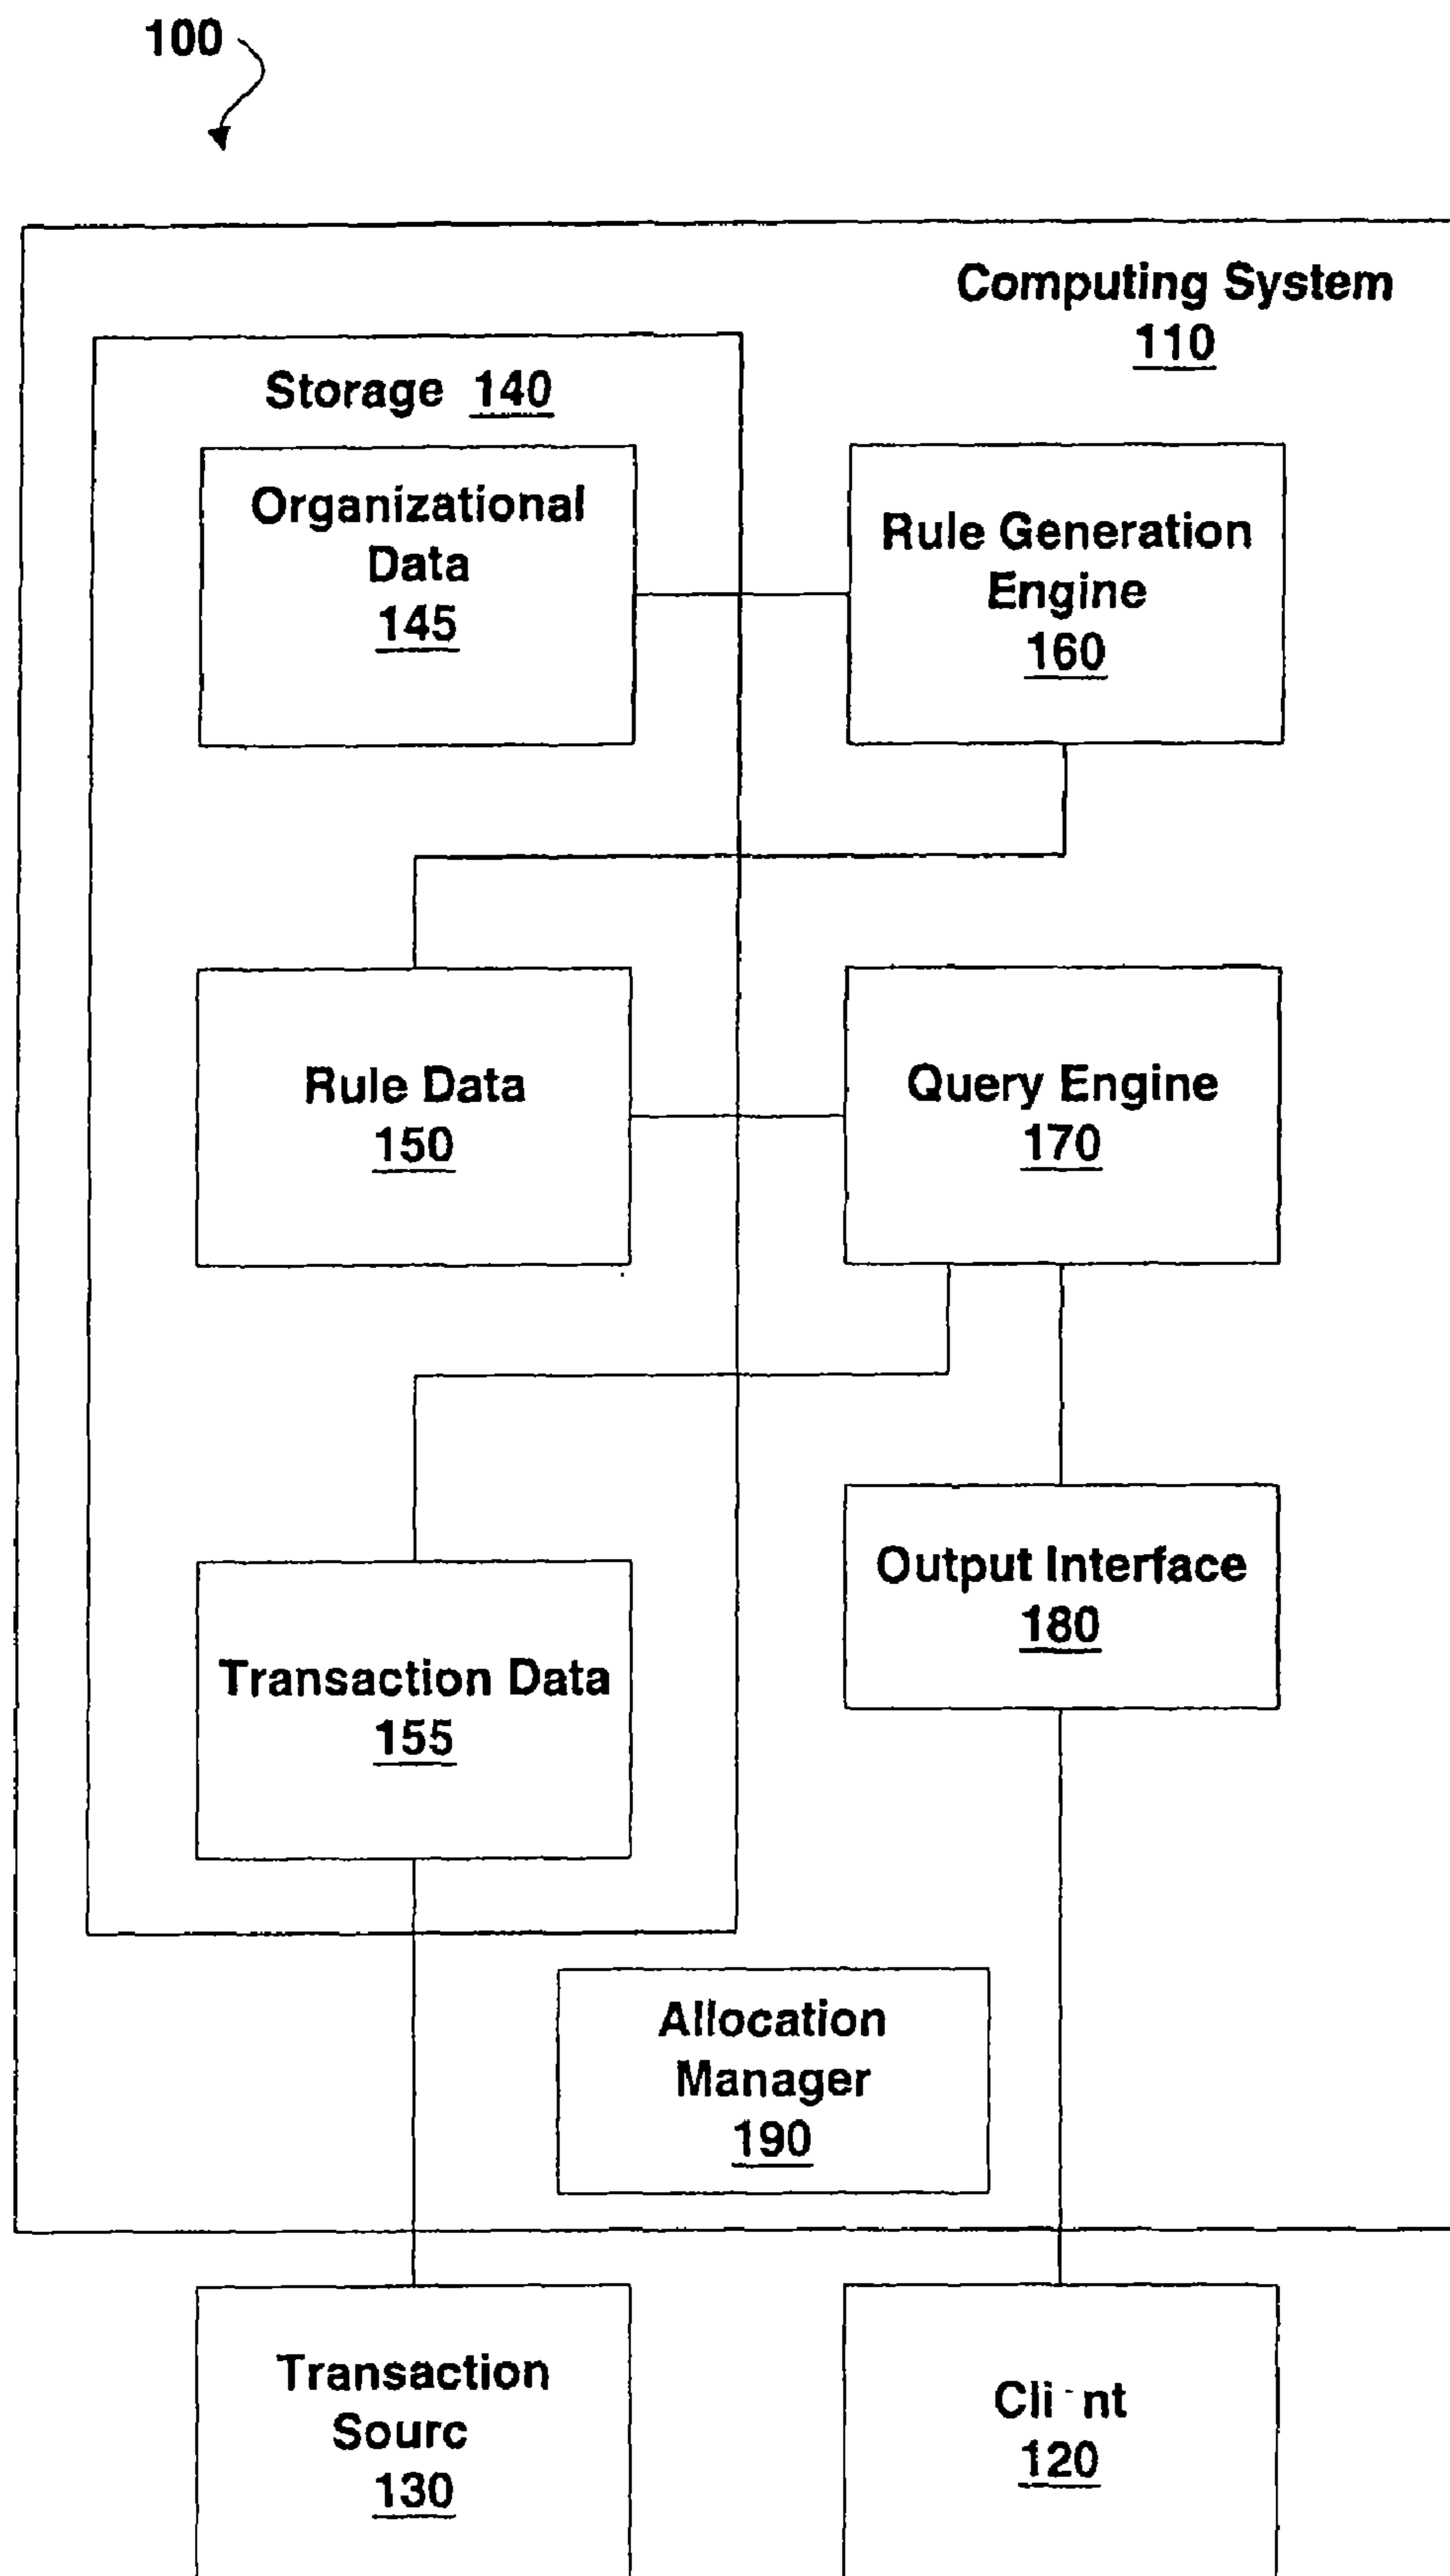 100
Computing System
110
Storage 140
Organizational
Data
145
Rule Generation
Engine
160
Rule Data
150
Query Engine
170
Output Interface
180
Transaction Data
155
Allocation
Manager
190
Transaction
Sourc
130
Cli nt
120